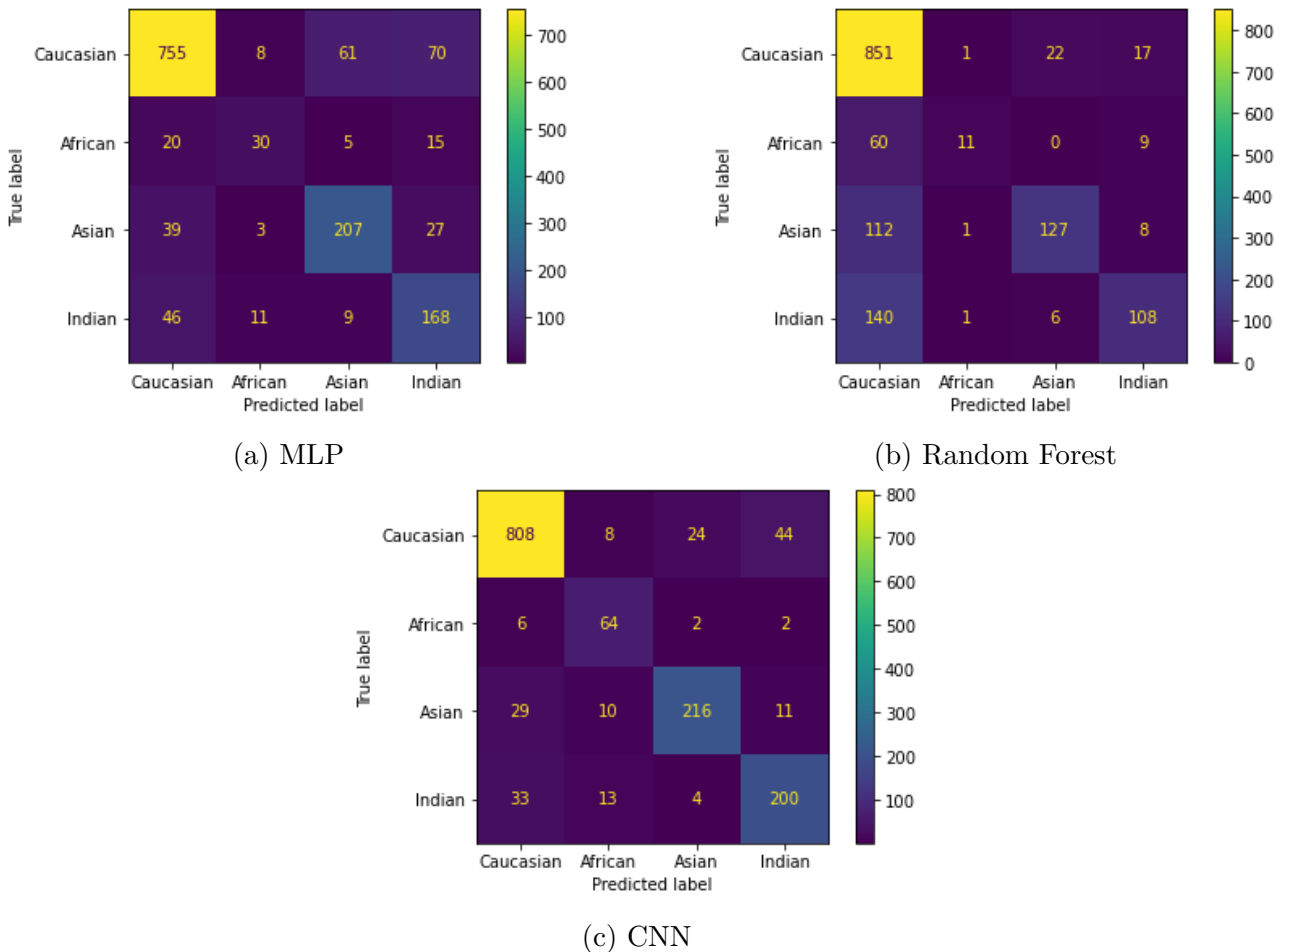 Caucasian 755 8 61 70
African 20 30 5 15
Asian 39 3 207 27
Indian 46 11 9 168
Caucasian African Asian Indian
Predicted label
True label
700
600
500
400
300
200
100
(a) MLP
Caucasian 851 1 22 17
African 60 11 0 9
Asian 112 1 127 8
Indian 140 1 6 108
Caucasian African Asian Indian
Predicted label
True label
800
700
600
500
400
300
200
100
0
(b) Random Forest
Caucasian 808 8 24 44
African 6 64 2 2
Asian 29 10 216 11
Indian 33 13 4 200
Caucasian African Asian Indian
Predicted label
True label
800
700
600
500
400
300
200
100
(c) CNN